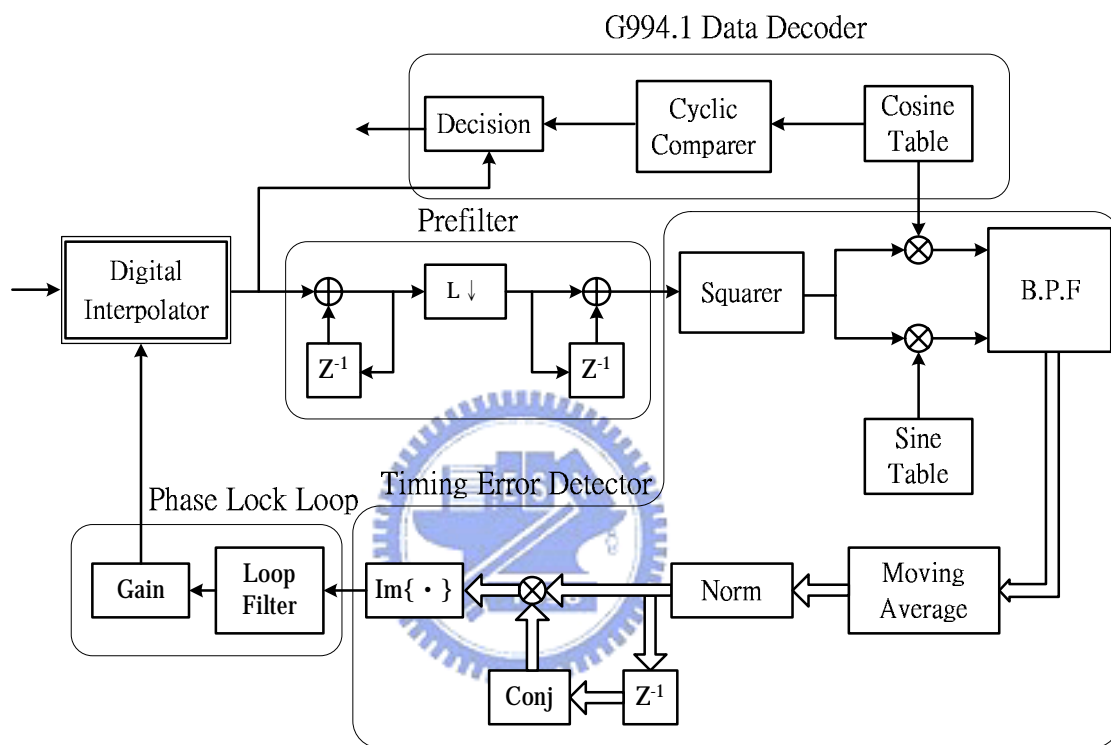 G994.1 Data Decoder
Decision
Cyclic
Comparer
Cosine
Table
Prefilter
Digital
Interpolator
L ↓
Z⁻¹
Z⁻¹
Squarer
B.P.F
Sine
Table
Timing Error Detector
Phase Lock Loop
Gain
Loop
Filter
Im{ · }
Norm
Moving
Average
Conj
Z⁻¹